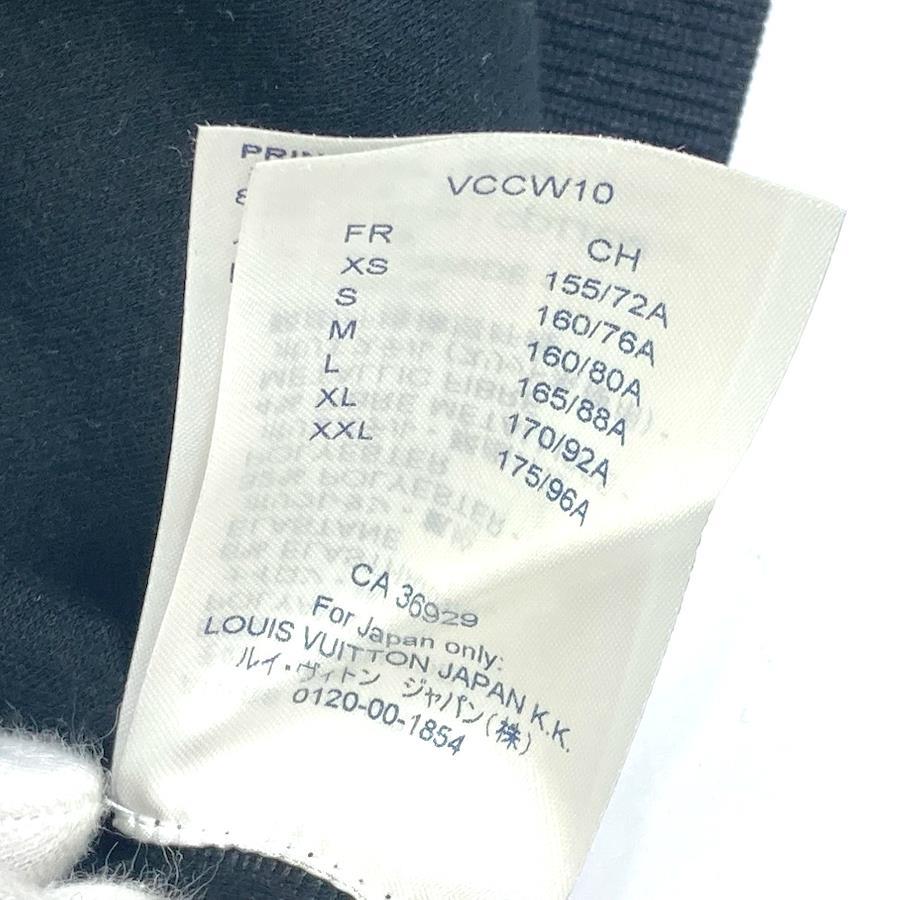 PRIN
VCCW10
FR CH
XS 155/72A
S 160/76A
M 160/80A
L 165/88A
XL 170/92A
XXL 175/96A
CA 36929
For Japan only:
LOUIS VUITTON JAPAN K.K.
ルイ・ヴィトン ジャパン(株)
0120-00-1854